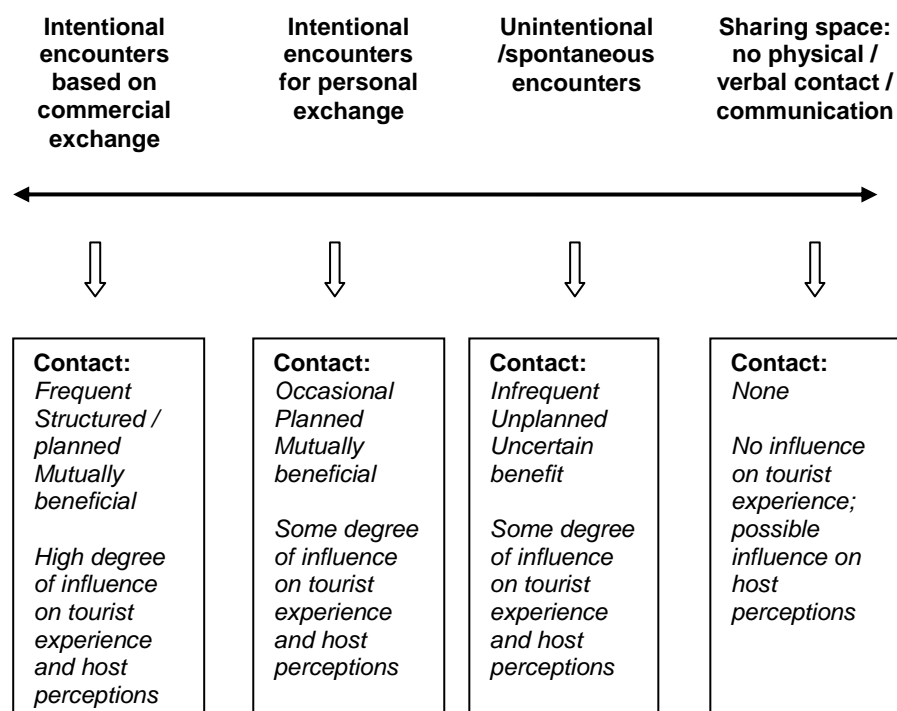 Intentional
encounters
based on
commercial
exchange
Intentional
encounters
for personal
exchange
Unintentional
/spontaneous
encounters
Sharing space:
no physical /
verbal contact /
communication
Contact:
Frequent
Structured /
planned
Mutually
beneficial
High degree
of influence
on tourist
experience
and host
perceptions
Contact:
Occasional
Planned
Mutually
beneficial
Some degree
of influence
on tourist
experience
and host
perceptions
Contact:
Infrequent
Unplanned
Uncertain
benefit
Some degree
of influence
on tourist
experience
and host
perceptions
Contact:
None
No influence
on tourist
experience;
possible
influence on
host
perceptions